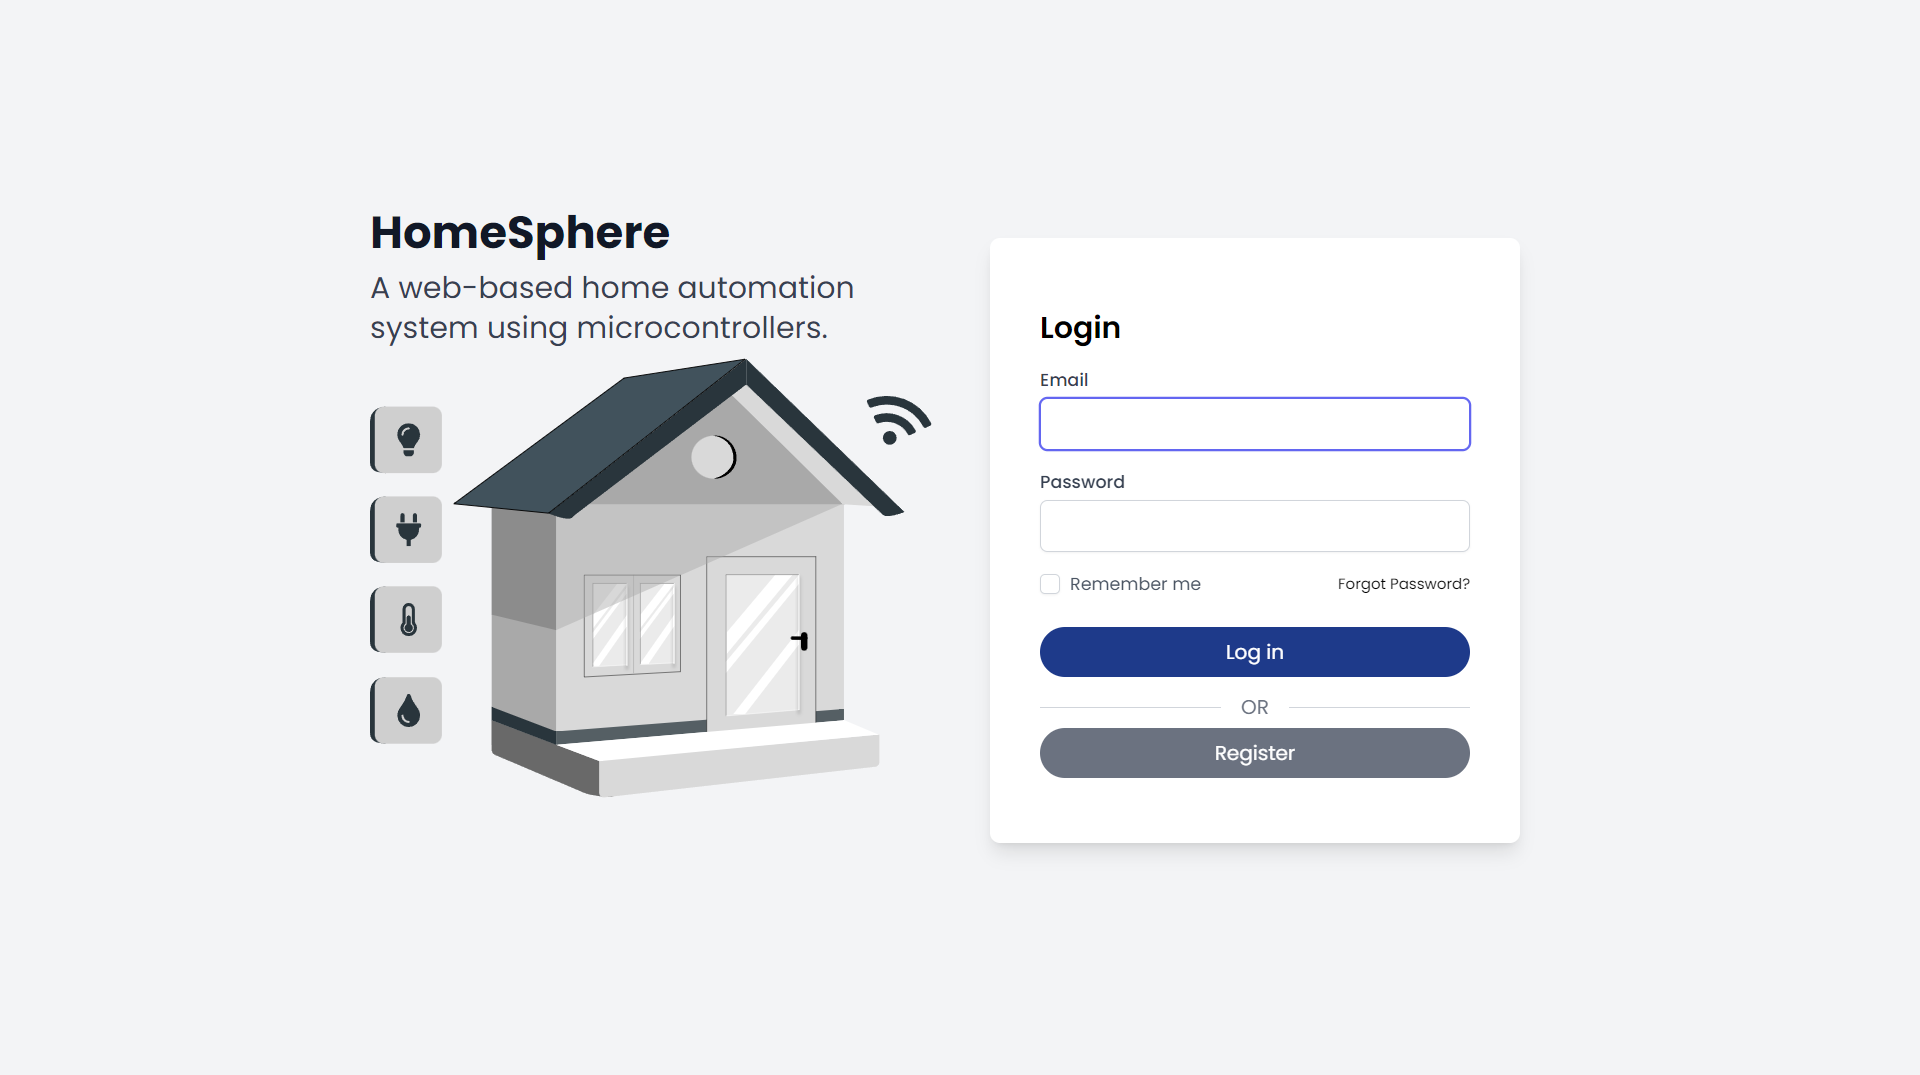 HomeSphere
A web-based home automation
system using microcontrollers.
Login
Email
Password
Remember me
Forgot Password?
Log in
OR
Register